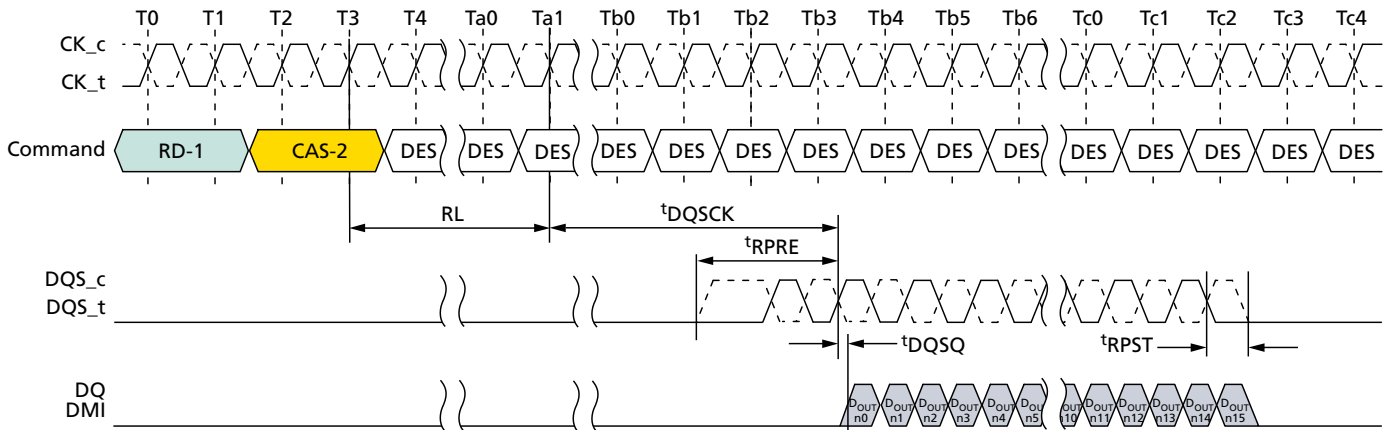 T0 T1 T2 T3 T4 Ta0 Ta1 Tb0 Tb1 Tb2 Tb3 Tb4 Tb5 Tb6 Tc0 Tc1 Tc2 Tc3 Tc4
CK_c
CK_t
Command RD-1 CAS-2 DES DES DES DES DES DES DES DES DES DES DES DES DES DES DES
RL tDQSCK
tRPRE
DQS_c
DQS_t
tDQSQ tRPST
DQ
DMI
DOUT n0 DOUT n1 DOUT n2 DOUT n3 DOUT n4 DOUT n5 DOUT n10 DOUT n11 DOUT n12 DOUT n13 DOUT n14 DOUT n15